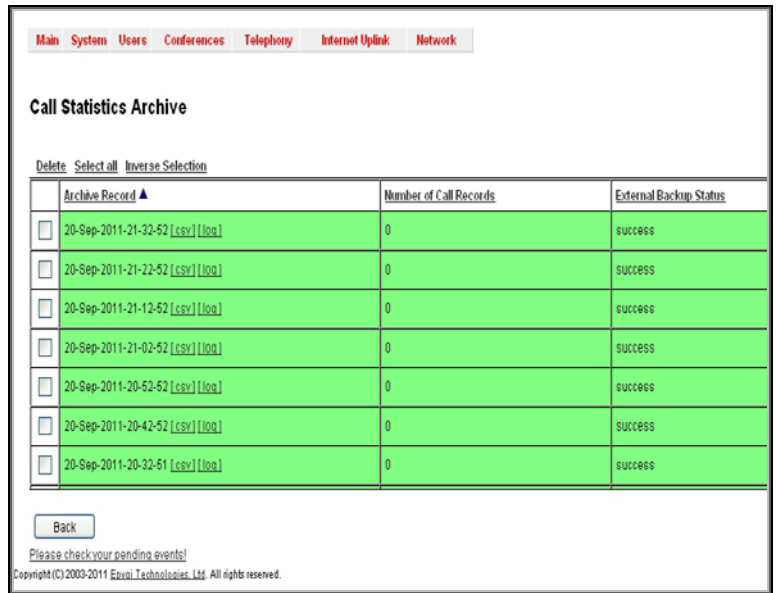 Main System Users Conferences Telephony Internet Uplink Network
Call Statistics Archive
Delete Select all Inverse Selection
Archive Record ▲ Number of Call Records External Backup Status
20-Sep-2011-21-32-52 [csv] [log] 0 success
20-Sep-2011-21-22-52 [csv] [log] 0 success
20-Sep-2011-21-12-52 [csv] [log] 0 success
20-Sep-2011-21-02-52 [csv] [log] 0 success
20-Sep-2011-20-52-52 [csv] [log] 0 success
20-Sep-2011-20-42-52 [csv] [log] 0 success
20-Sep-2011-20-32-51 [csv] [log] 0 success
Back
Please check your pending events!
Copyright (C) 2003-2011 Epygi Technologies, Ltd. All rights reserved.